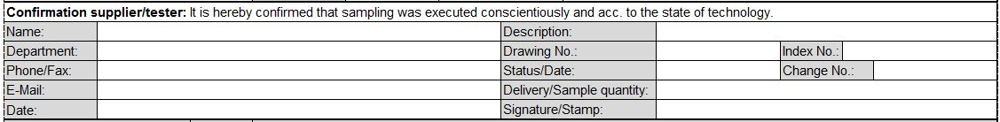 Confirmation supplier/tester: It is hereby confirmed that sampling was executed conscientiously and acc. to the state of technology.
Name: Description:
Department: Drawing No.: Index No.:
Phone/Fax: Status/Date: Change No.:
E-Mail: Delivery/Sample quantity:
Date: Signature/Stamp: